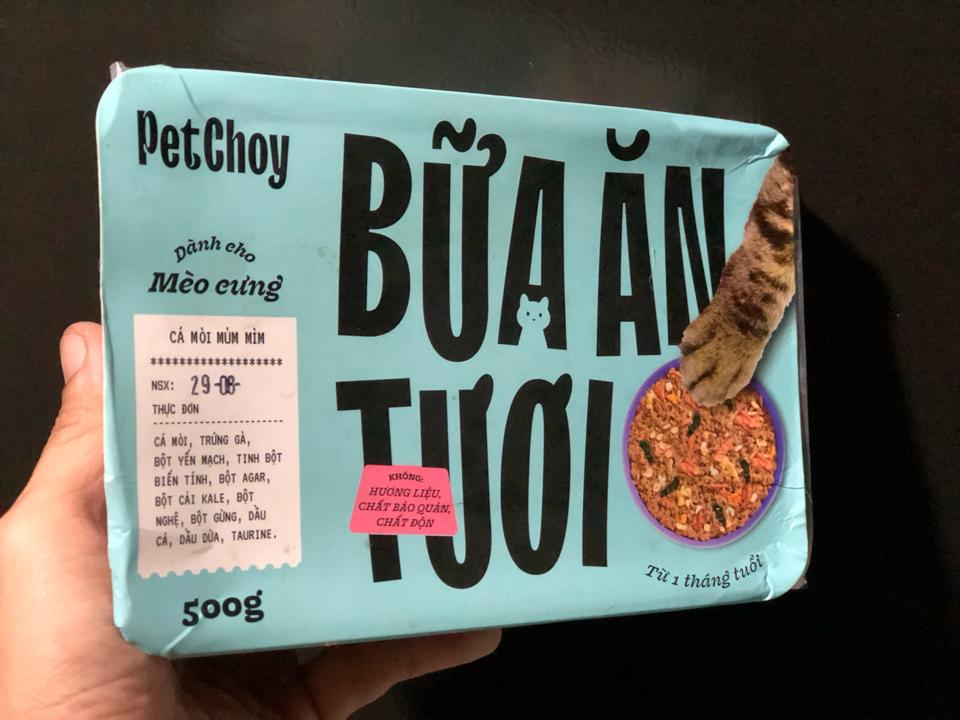 PetChoy
Dành cho
Mèo cưng
CÁ MÒI MỦM MỈM
*******************
NSX: 29-08-
THỰC ĐƠN
CÁ MÒI, TRỨNG GÀ,
BỘT YẾN MẠCH, TINH BỘT
BIẾN TÍNH, BỘT AGAR,
BỘT CẢI KALE, BỘT
NGHỆ, BỘT GỪNG, DẦU
CÁ, DẦU DỪA, TAURINE.
500g
BỮA ĂN
TƯƠI
KHÔNG:
HƯƠNG LIỆU,
CHẤT BẢO QUẢN,
CHẤT ĐỘN
Từ 1 tháng tuổi